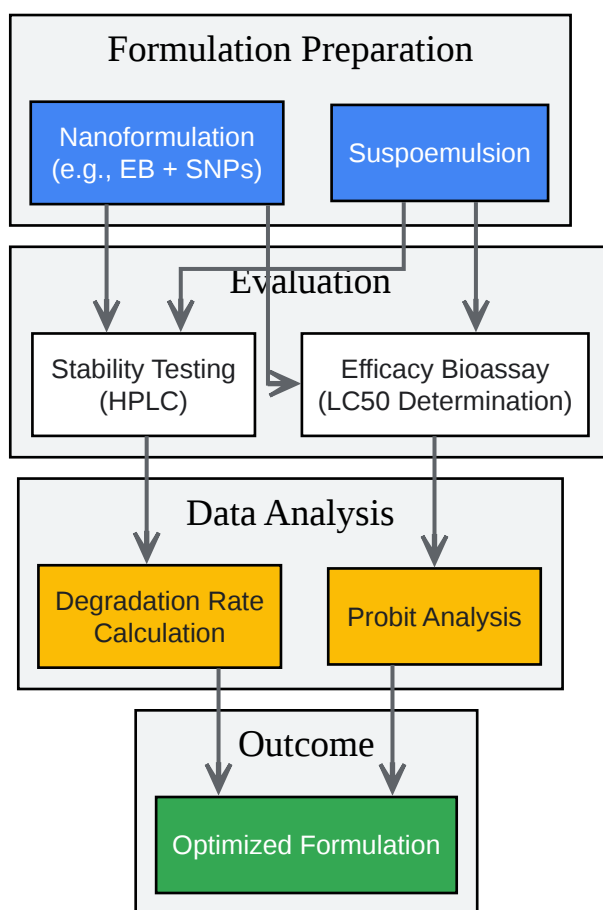 Formulation Preparation
Nanoformulation
(e.g., EB + SNPs)
Suspoemulsion
Evaluation
Stability Testing
(HPLC)
Efficacy Bioassay
(LC50 Determination)
Data Analysis
Degradation Rate
Calculation
Probit Analysis
Outcome
Optimized Formulation